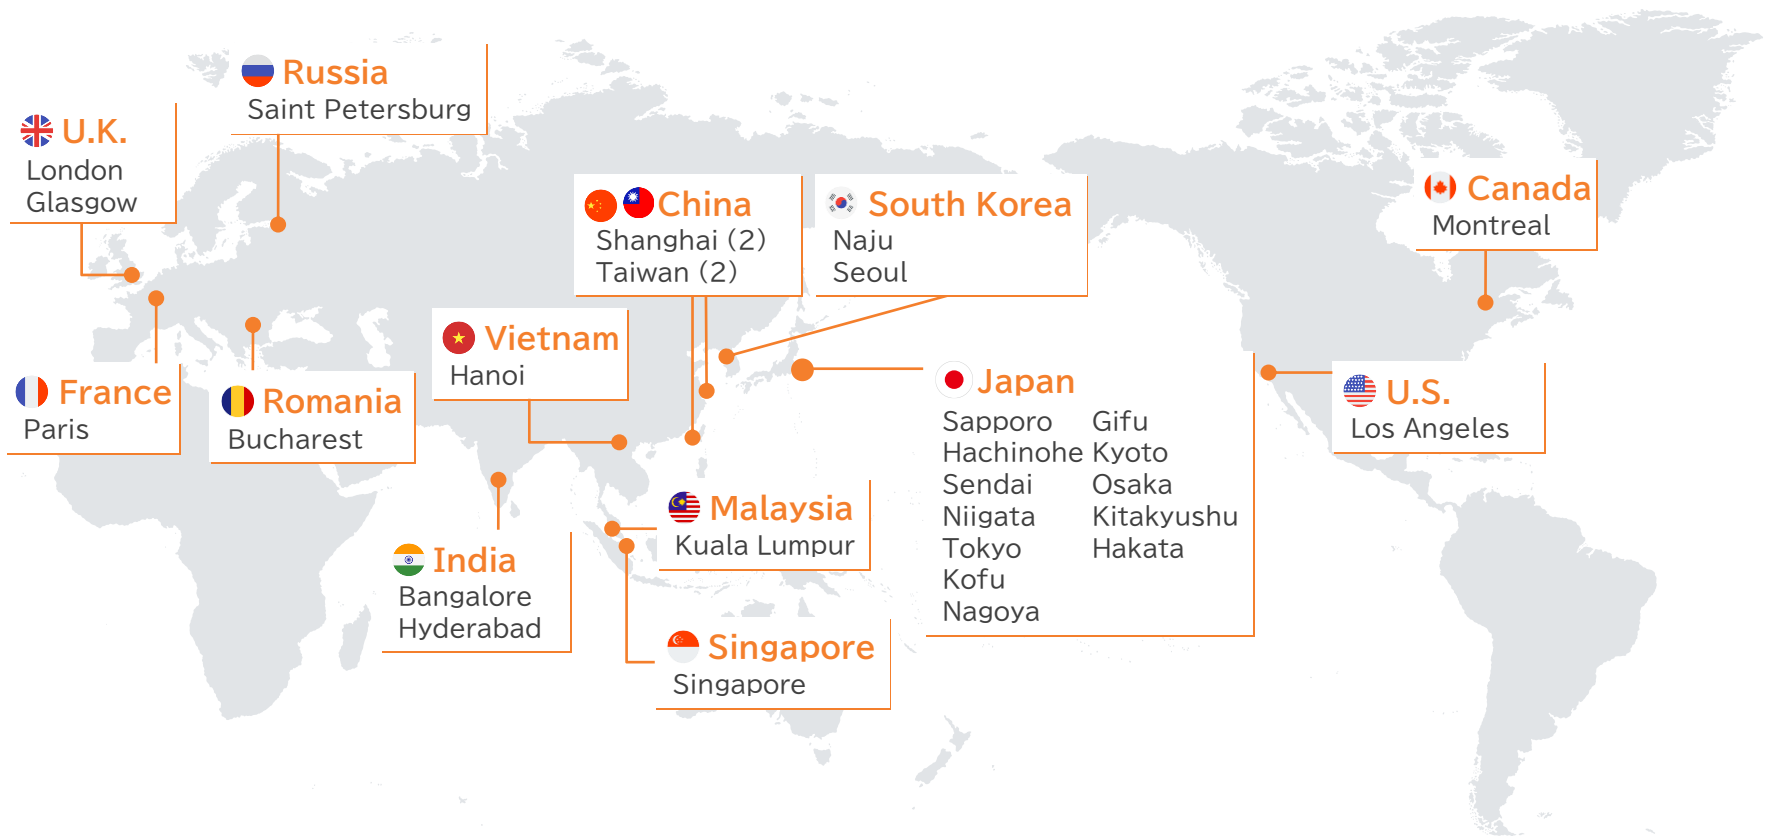 Russia
Saint Petersburg
U.K.
London
Glasgow
China
Shanghai (2)
Taiwan (2)
South Korea
Naju
Seoul
Canada
Montreal
Vietnam
Hanoi
France
Paris
Romania
Bucharest
Japan
Sapporo
Hachinohe
Sendai
Niigata
Tokyo
Kofu
Nagoya
Gifu
Kyoto
Osaka
Kitakyushu
Hakata
U.S.
Los Angeles
Malaysia
Kuala Lumpur
India
Bangalore
Hyderabad
Singapore
Singapore